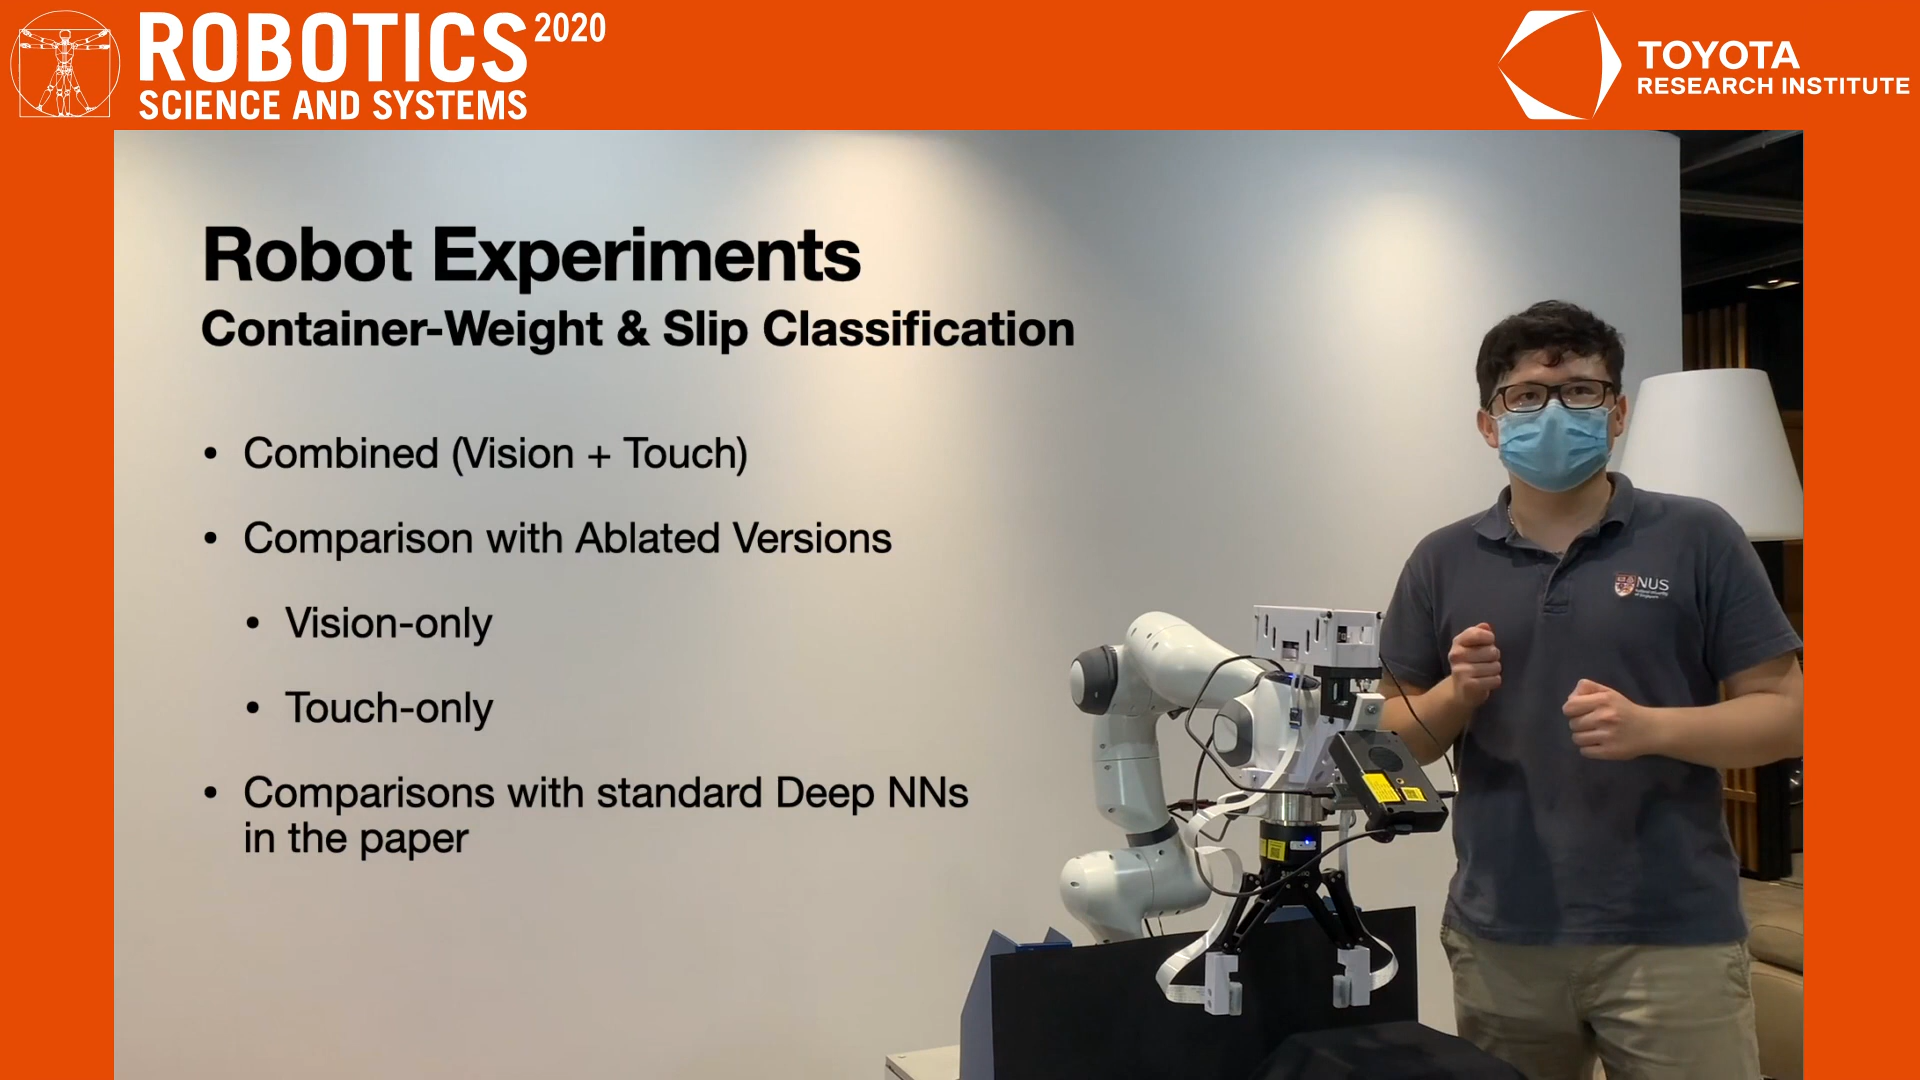 ROBOTICS 2020
SCIENCE AND SYSTEMS
TOYOTA
RESEARCH INSTITUTE
Robot Experiments
Container-Weight & Slip Classification
• Combined (Vision + Touch)
• Comparison with Ablated Versions
• Vision-only
• Touch-only
• Comparisons with standard Deep NNs
in the paper
NUS